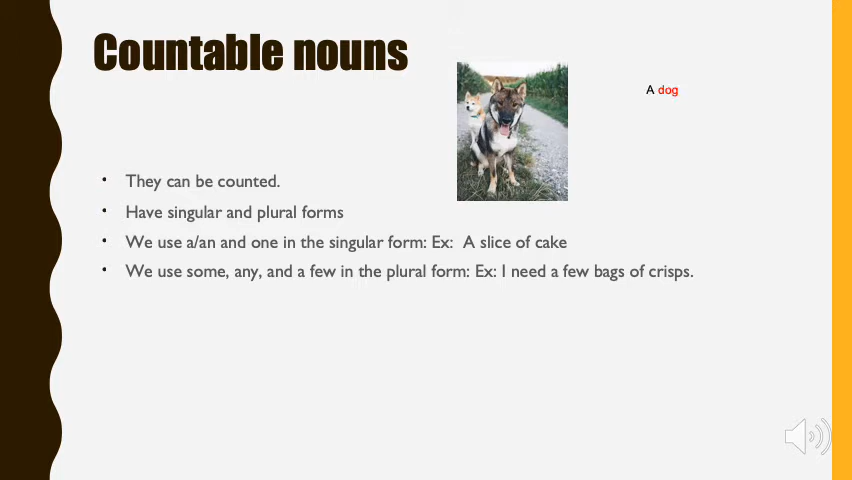 Countable nouns
A dog
They can be counted.
Have singular and plural forms
We use a/an and one in the singular form: Ex:  A slice of cake
We use some, any, and a few in the plural form: Ex: I need a few bags of crisps.